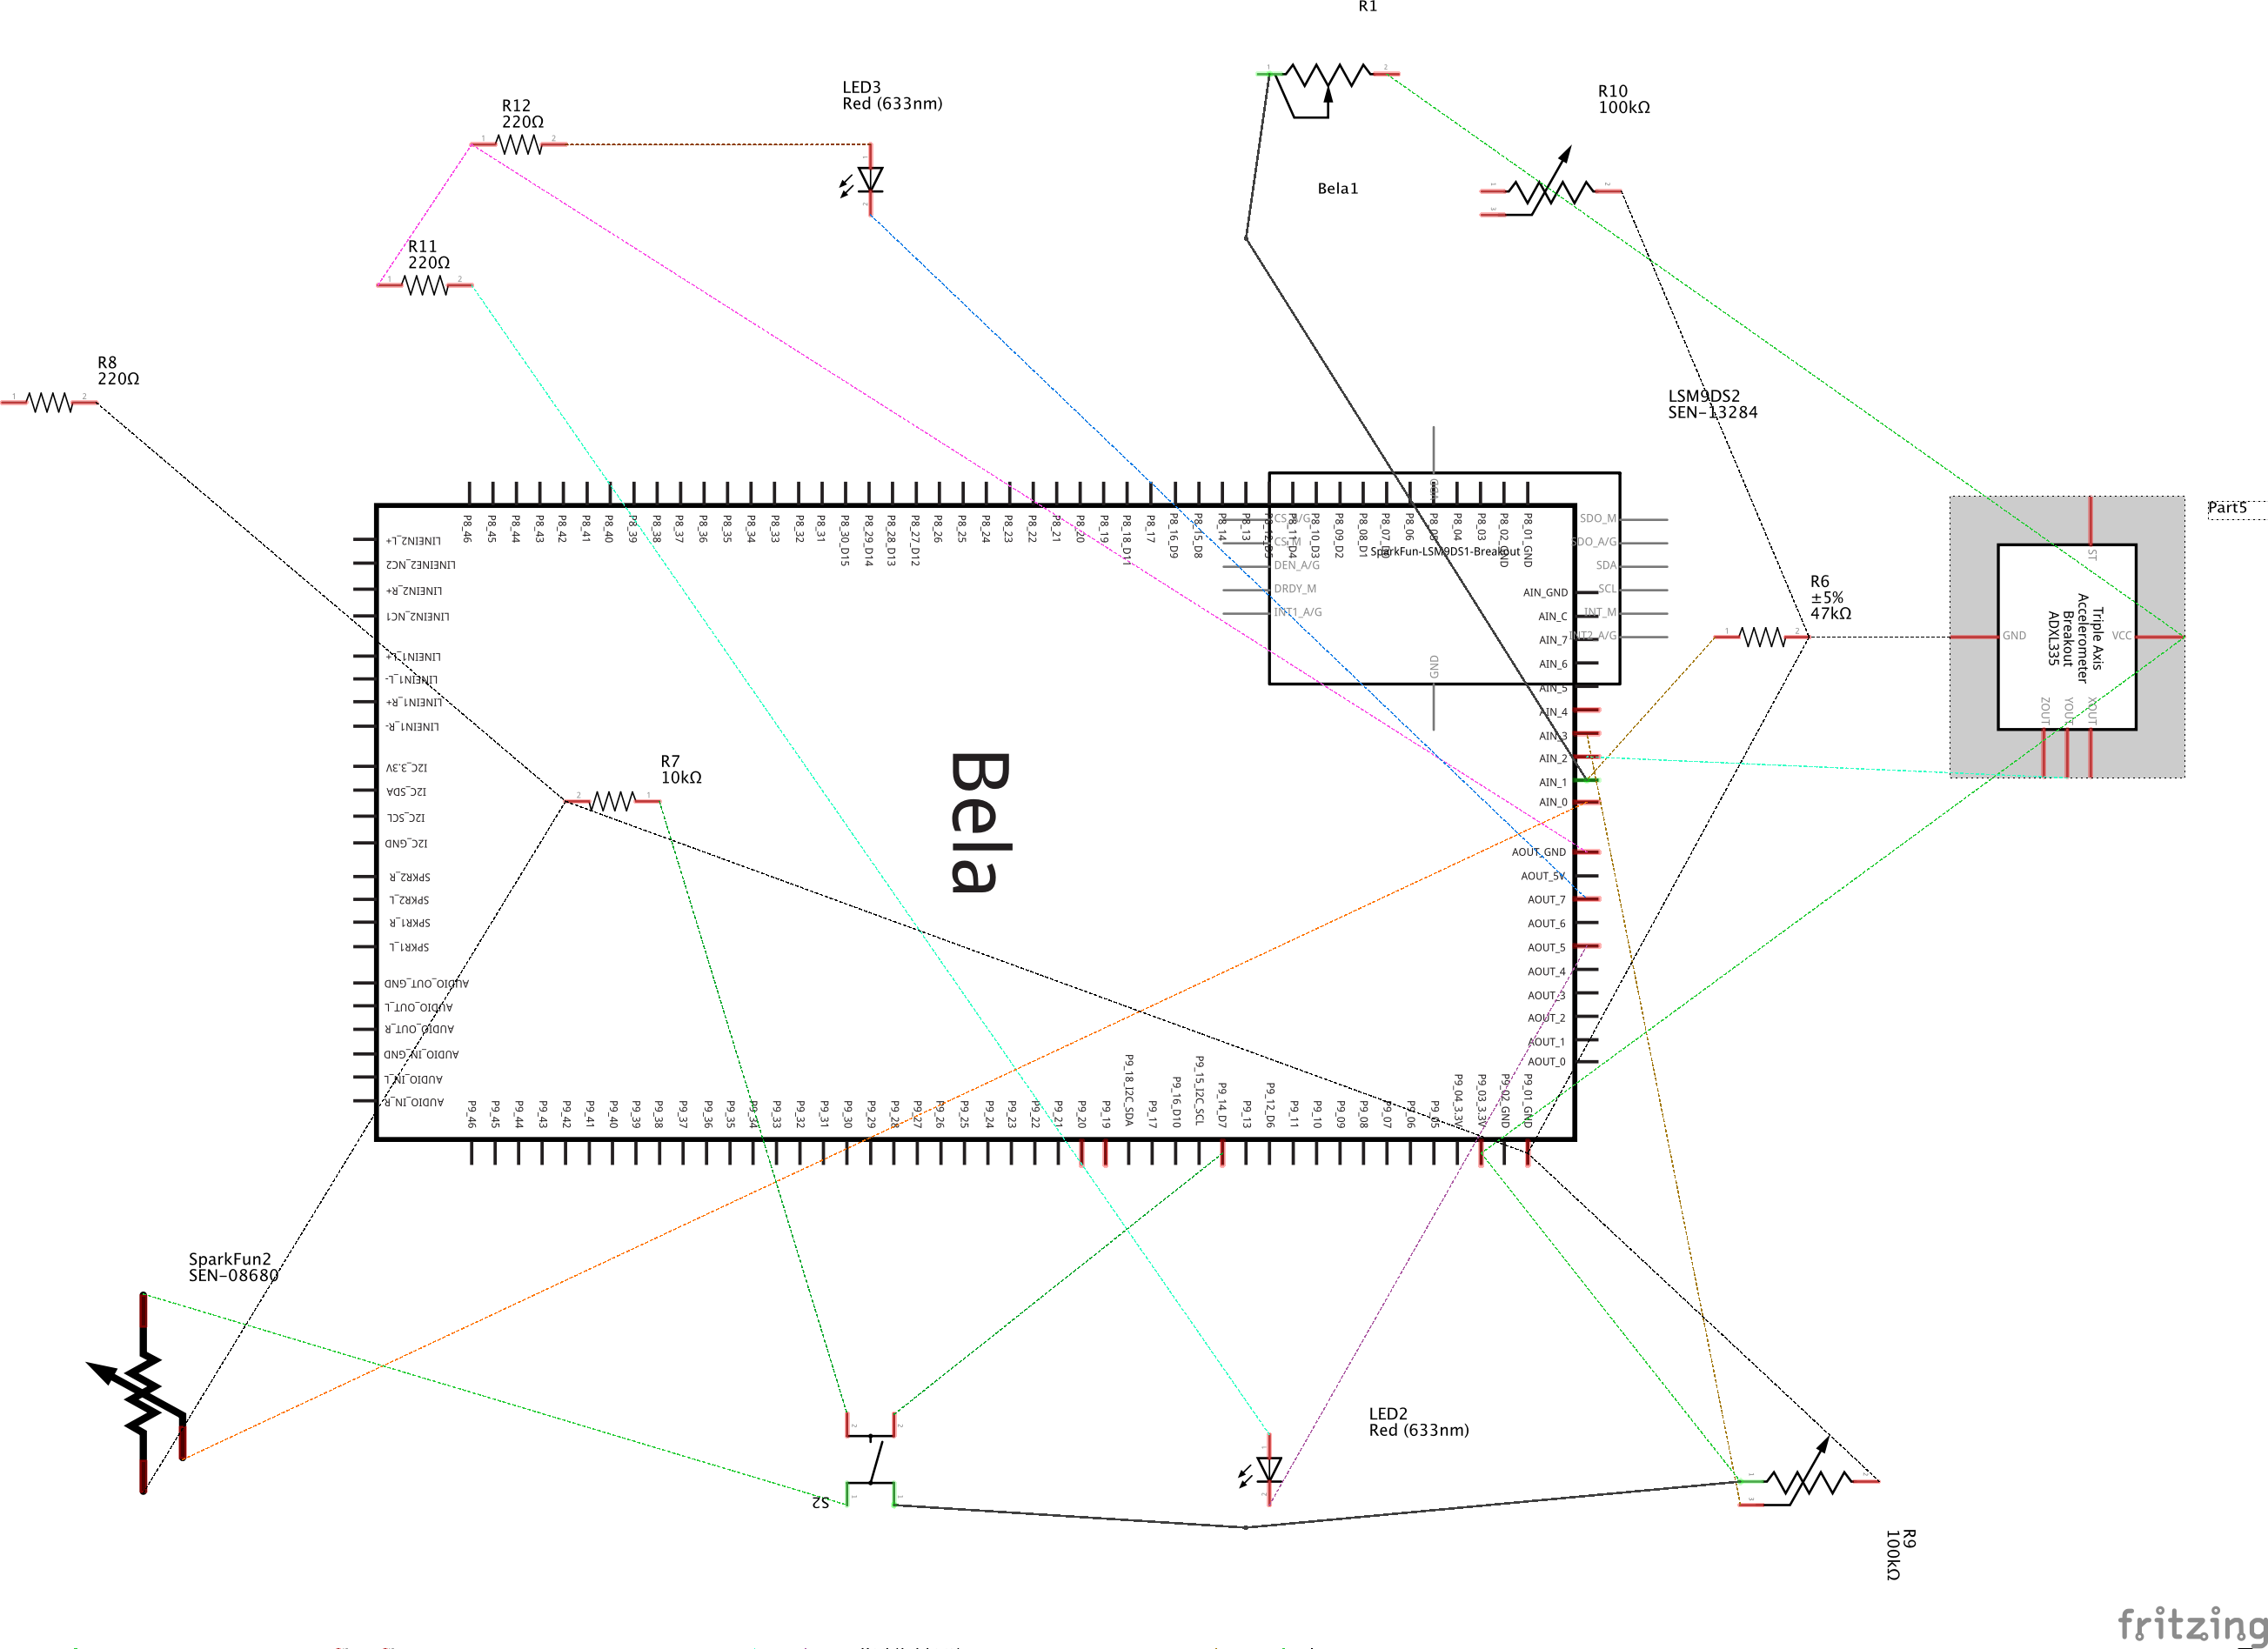 R1
LED3
Red (633nm)
R12
220Ω
R10
100kΩ
Bela1
R11
220Ω
R8
220Ω
LSM9DS2
SEN-13284
Part5
P8_46
P8_45
P8_44
P8_43
P8_42
P8_41
P8_40
P8_39
P8_38
P8_37
P8_36
P8_35
P8_34
P8_33
P8_32
P8_31
P8_30_D15
P8_29_D14
P8_28_D13
P8_27_D12
P8_26
P8_25
P8_24
P8_23
P8_22
P8_21
P8_20
P8_19
P8_18_D11
P8_17
P8_16_D9
P8_15_D8
P8_14
P8_13
P8_11_D4
P8_10_D3
P8_09_D2
P8_08_D1
P8_06
P8_05
P8_04
P8_03
P8_02_GND
P8_01_GND
CS_A/G
CS_M
DEN_A/G
DRDY_M
INT1_A/G
SparkFun-LSM9DS1-Breakout
GND
SDO_M
SDO_A/G
SDA
SCL
INT_M
INT2_A/G
LINEIN2_L+
LINEINE2_NC2
LINEIN2_R+
LINEIN2_NC1
LINEIN1_L+
LINEIN1_L-
LINEIN1_R+
LINEIN1_R-
I2C_3.3V
I2C_SDA
I2C_SCL
I2C_GND
SPKR2_R
SPKR2_L
SPKR1_R
SPKR1_L
AUDIO_OUT_GND
AUDIO_OUT_L
AUDIO_OUT_R
AUDIO_IN_GND
AUDIO_IN_L
AUDIO_IN_R
R7
10kΩ
Bela
AIN_GND
AIN_C
AIN_7
AIN_6
AIN_5
AIN_4
AIN_3
AIN_2
AIN_1
AIN_0
AOUT_GND
AOUT_5V
AOUT_7
AOUT_6
AOUT_5
AOUT_4
AOUT_3
AOUT_2
AOUT_1
AOUT_0
R6
±5%
47kΩ
GND
VCC
ST
Triple Axis
Accelerometer
Breakout
ADXL335
ZOUT
YOUT
XOUT
P9_46
P9_45
P9_44
P9_43
P9_42
P9_41
P9_40
P9_39
P9_38
P9_37
P9_36
P9_35
P9_34
P9_33
P9_32
P9_31
P9_30
P9_29
P9_28
P9_27
P9_26
P9_25
P9_24
P9_23
P9_22
P9_21
P9_20
P9_19
P9_18_I2C_SDA
P9_17
P9_16_D10
P9_15_I2C_SCL
P9_14_D7
P9_13
P9_12_D6
P9_11
P9_10
P9_09
P9_08
P9_07
P9_06
P9_05
P9_04_3.3V
P9_03_3.3V
P9_02_GND
P9_01_GND
SparkFun2
SEN-08680
S2
LED2
Red (633nm)
R9
100kΩ
fritzing